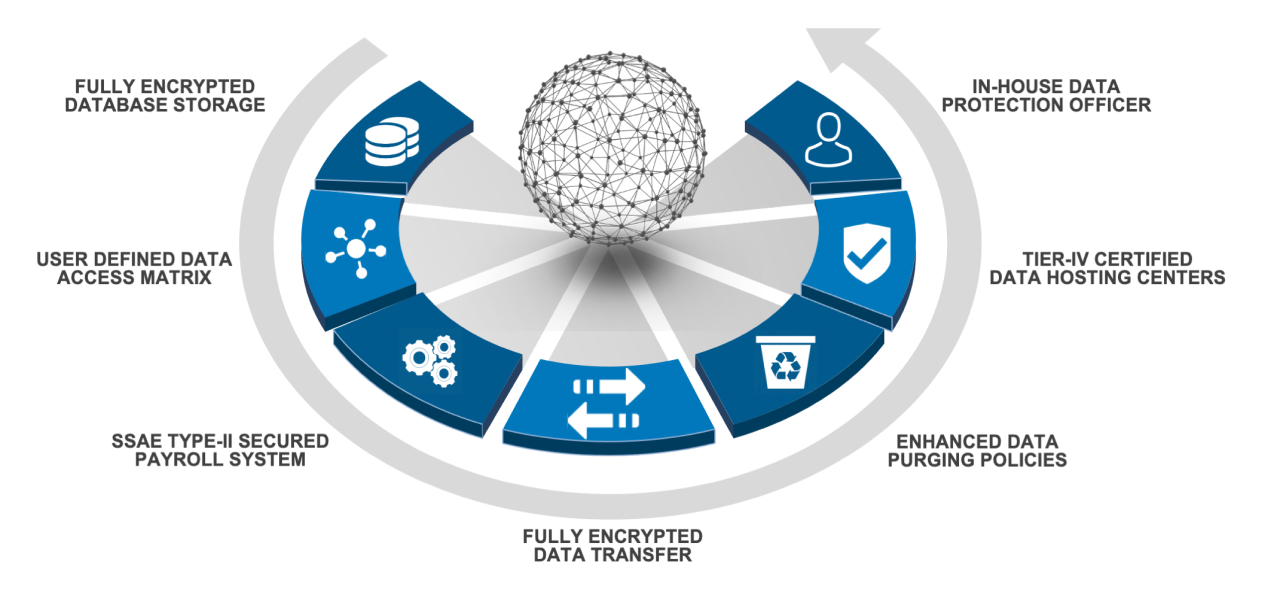 FULLY ENCRYPTED
DATABASE STORAGE
USER DEFINED DATA
ACCESS MATRIX
SSAE TYPE-II SECURED
PAYROLL SYSTEM
FULLY ENCRYPTED
DATA TRANSFER
ENHANCED DATA
PURGING POLICIES
TIER-IV CERTIFIED
DATA HOSTING CENTERS
IN-HOUSE DATA
PROTECTION OFFICER